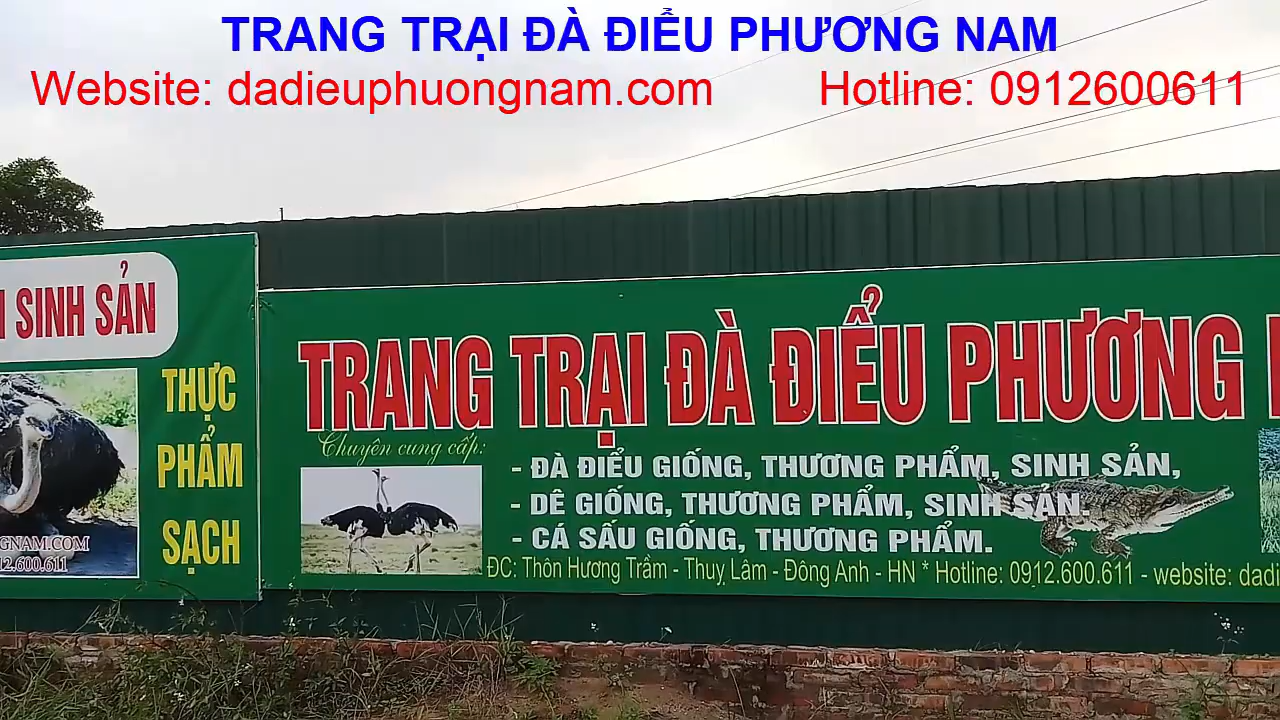 TRANG TRẠI ĐÀ ĐIỂU PHƯƠNG NAM
Website: dadieuphuongnam.com Hotline: 0912600611
SINH SẢN
THỰC
PHẨM
SẠCH
TRANG TRẠI ĐÀ ĐIỂU PHƯƠNG
Chuyên cung cấp:
- ĐÀ ĐIỂU GIỐNG, THƯƠNG PHẨM, SINH SẢN,
- DÊ GIỐNG, THƯƠNG PHẨM, SINH SẢN.
- CÁ SẤU GIỐNG, THƯƠNG PHẨM.
ĐC: Thôn Hương Trầm - Thuỵ Lâm - Đông Anh - HN * Hotline: 0912.600.611 - website: dadi
GNAM.COM
12.600.611